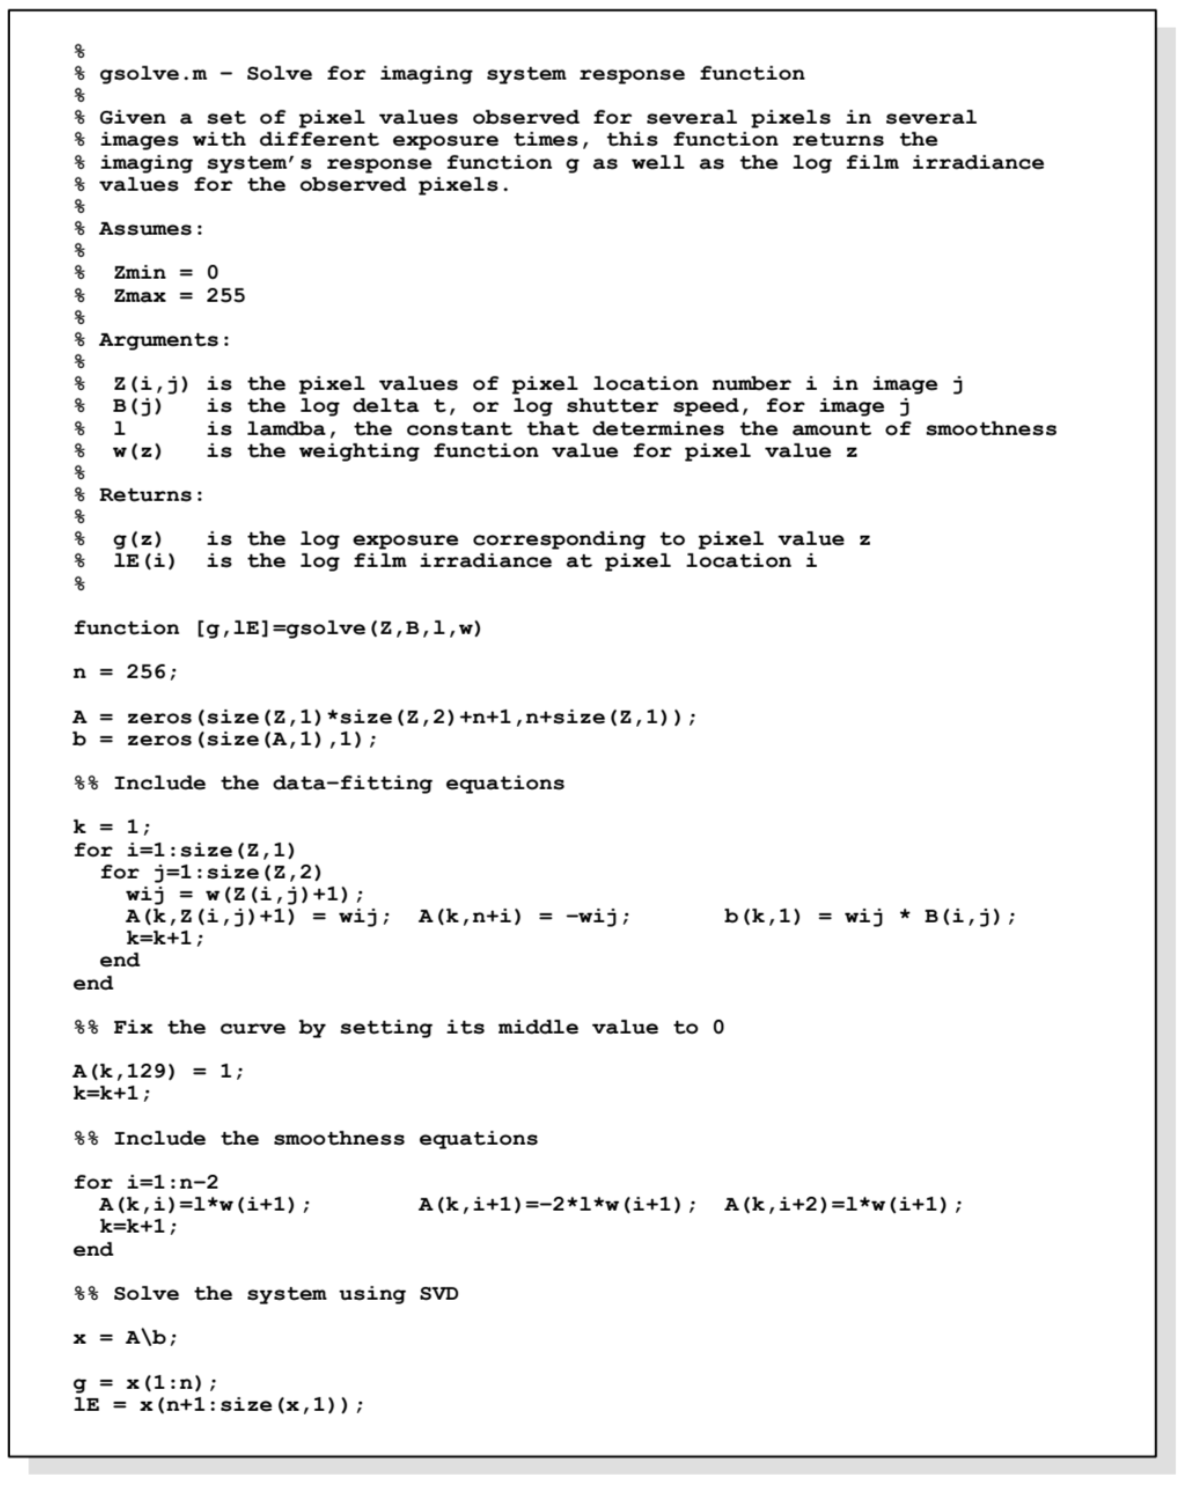 %
% gsolve.m − Solve for imaging system response function
%
% Given a set of pixel values observed for several pixels in several
% images with different exposure times, this function returns the
% imaging system’s response function g as well as the log film irradiance
% values for the observed pixels.
%
% Assumes:
%
%  Zmin = 0
%  Zmax = 255
%
% Arguments:
%
%  Z(i,j) is the pixel values of pixel location number i in image j
%  B(j)   is the log delta t, or log shutter speed, for image j
%  l      is lamdba, the constant that determines the amount of smoothness
%  w(z)   is the weighting function value for pixel value z
%
% Returns:
%
%  g(z)   is the log exposure corresponding to pixel value z
%  lE(i)  is the log film irradiance at pixel location i
%
function [g,lE]=gsolve(Z,B,l,w)
n = 256;
A = zeros(size(Z,1)*size(Z,2)+n+1,n+size(Z,1));
b = zeros(size(A,1),1);
%% Include the data−fitting equations
k = 1;
for i=1:size(Z,1)
  for j=1:size(Z,2)
    wij = w(Z(i,j)+1);
    A(k,Z(i,j)+1) = wij;  A(k,n+i) = −wij;       b(k,1) = wij * B(i,j);
    k=k+1;
  end
end
%% Fix the curve by setting its middle value to 0
A(k,129) = 1;
k=k+1;
%% Include the smoothness equations
for i=1:n−2
  A(k,i)=l*w(i+1);        A(k,i+1)=−2*l*w(i+1);  A(k,i+2)=l*w(i+1);
  k=k+1;
end
%% Solve the system using SVD
x = A\b;
g = x(1:n);
lE = x(n+1:size(x,1));